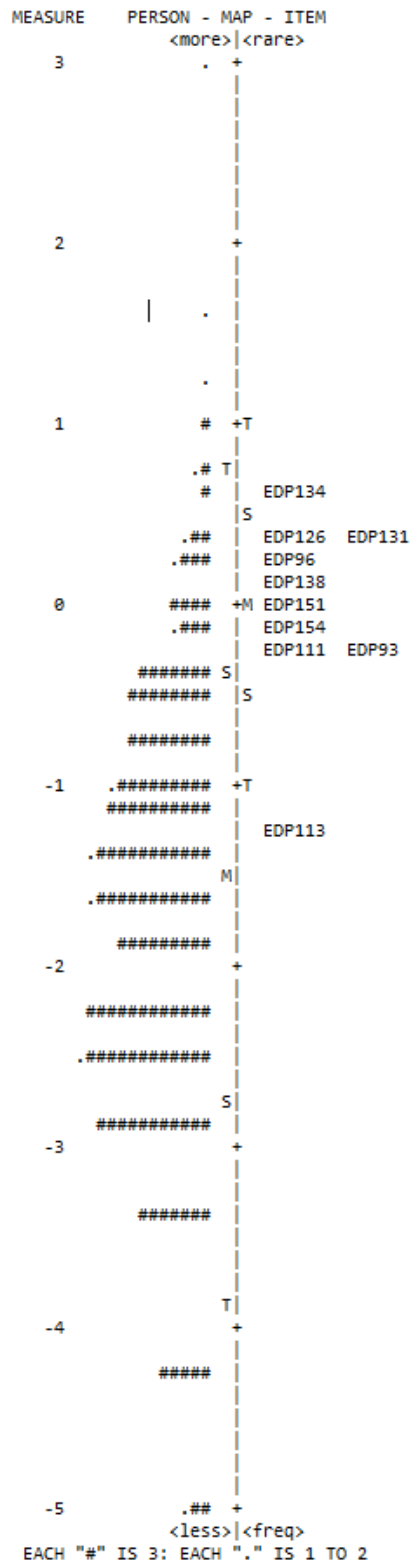 MEASURE    PERSON - MAP - ITEM
               <more>|<rare>
    3             .  +
                     |
                     |
                     |
                     |
                     |
                     |
                     |
    2                +
                     |
                     |
             |    .  |
                     |
                     |
                  .  |
                     |
    1             #  +T
                     |
                 .# T|
                  #  |  EDP134
                     |S
                .##  |  EDP126  EDP131
               .###  |  EDP96
                     |  EDP138
    0          ####  +M EDP151
               .###  |  EDP154
                     |  EDP111  EDP93
            ####### S|
           ########  |S
                     |
           ########  |
                     |
   -1    .#########  +T
         ##########  |
                     |  EDP113
       .###########  |
                    M|
       .###########  |
                     |
          #########  |
   -2                +
                     |
       ############  |
                     |
      .############  |
                     |
                    S|
        ###########  |
   -3                +
                     |
                     |
            #######  |
                     |
                     |
                     |
                    T|
   -4                +
                     |
              #####  |
                     |
                     |
                     |
                     |
                     |
   -5           .##  +
               <less>|<freq>
 EACH "#" IS 3: EACH "." IS 1 TO 2